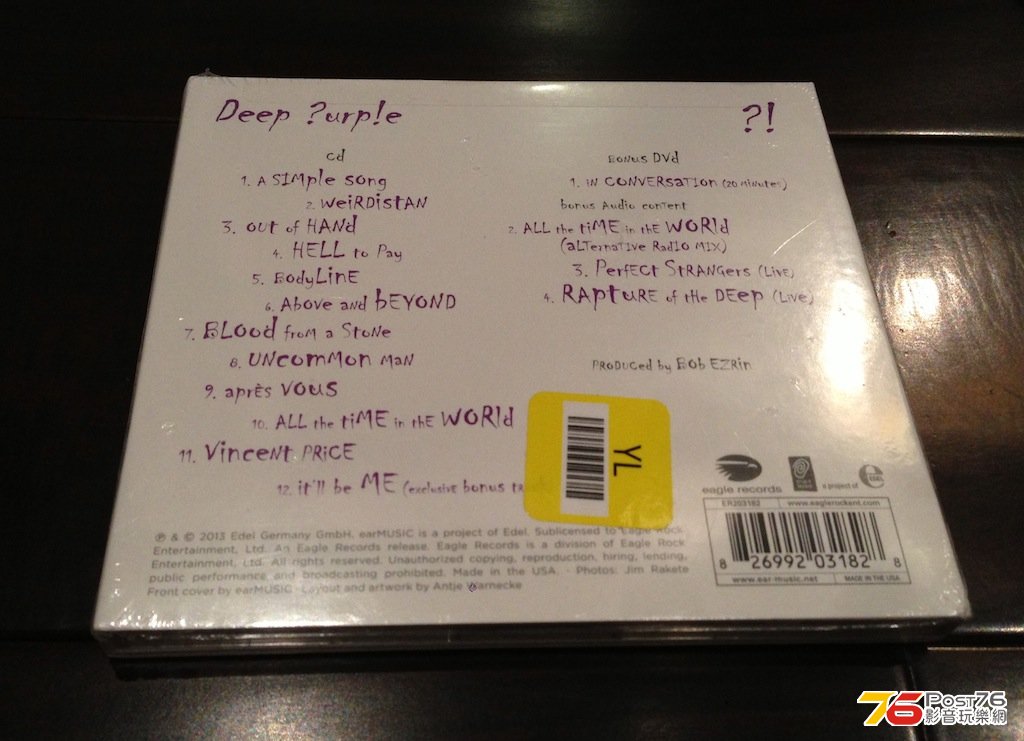 Deep ?urp!e
?!
cd
1. A SIMple song
2. weiRDistAN
3. out of HANd
4. HELL to Pay
5. BodyLinE
6. Above and bEYOND
7. BLOod from a StoNe
8. UNcommon maN
9. aprÈs vous
10. ALL the tiME in thE WORld
11. Vincent PRiCE
12. it'll be ME (exclusive bonus
Bonus DVd
1. iN CONVERSATION (20 minutes)
bonus Audio content
2. ALL the tiME in thE WORld
(aLTernaTive Radio MIX)
3. PerfECT StRANGers (Live)
4. RAptuRE of tHe DEep (Live)
PRODUCed by Bob EZRin
YL
eagle records
a project of
EDEL
ER203182
www.eaglerockent.com
8 26992 03182 8
www.ear-music.net
MADE IN THE USA
℗ & © 2013 Edel Germany GmbH. earMUSIC is a project of Edel. Sublicensed to Eagle Rock
Entertainment, Ltd. An Eagle Records release. Eagle Records is a division of Eagle Rock
Entertainment, Ltd. All rights reserved. Unauthorized copying, reproduction, hiring, lending,
public performance and broadcasting prohibited. Made in the USA. · Photos: Jim Rakete
Front cover by earMUSIC · Layout and artwork by Antje Warnecke
76 Post76
影音玩樂網